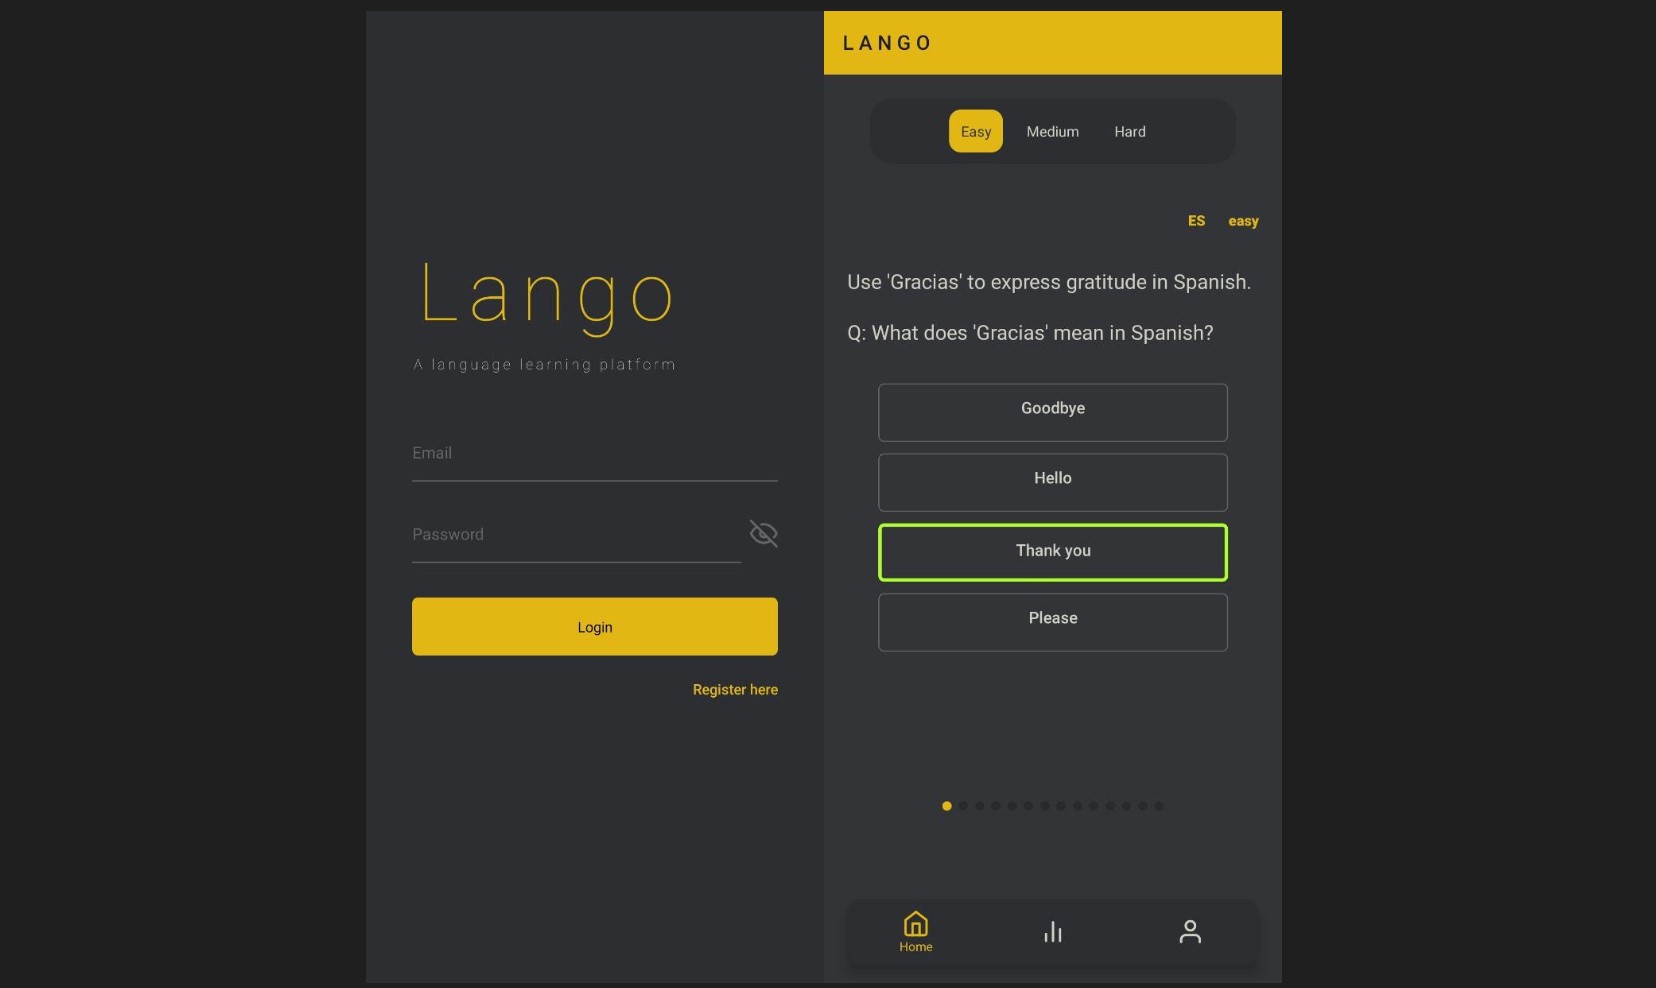 Lango
A language learning platform
Email
Password
Login
Register here
LANGO
Easy Medium Hard
ES easy
Use 'Gracias' to express gratitude in Spanish.
Q: What does 'Gracias' mean in Spanish?
Goodbye
Hello
Thank you
Please
Home